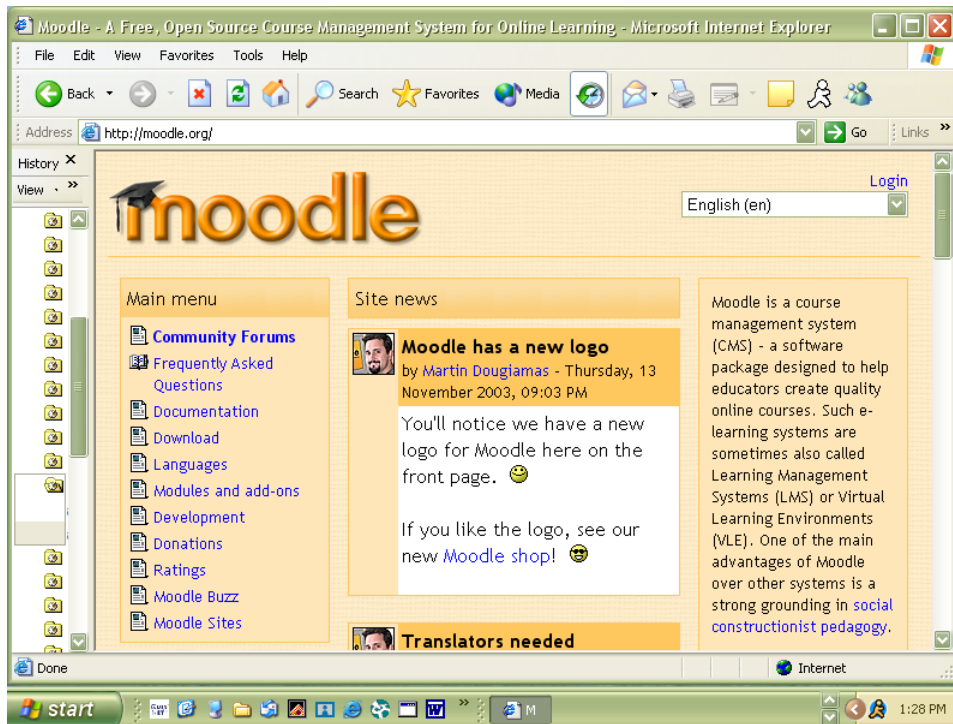 Moodle - A Free, Open Source Course Management System for Online Learning - Microsoft Internet Explorer
File Edit View Favorites Tools Help
Back Search Favorites Media
Address http://moodle.org/ Go Links »
History
View »
moodle
Login
English (en)
Main menu
Community Forums
Frequently Asked
Questions
Documentation
Download
Languages
Modules and add-ons
Development
Donations
Ratings
Moodle Buzz
Moodle Sites
Site news
Moodle has a new logo
by Martin Dougiamas - Thursday, 13
November 2003, 09:03 PM
You'll notice we have a new
logo for Moodle here on the
front page.
If you like the logo, see our
new Moodle shop!
Translators needed
Moodle is a course
management system
(CMS) - a software
package designed to help
educators create quality
online courses. Such e-
learning systems are
sometimes also called
Learning Management
Systems (LMS) or Virtual
Learning Environments
(VLE). One of the main
advantages of Moodle
over other systems is a
strong grounding in social
constructionist pedagogy.
Done Internet
start » M 1:28 PM